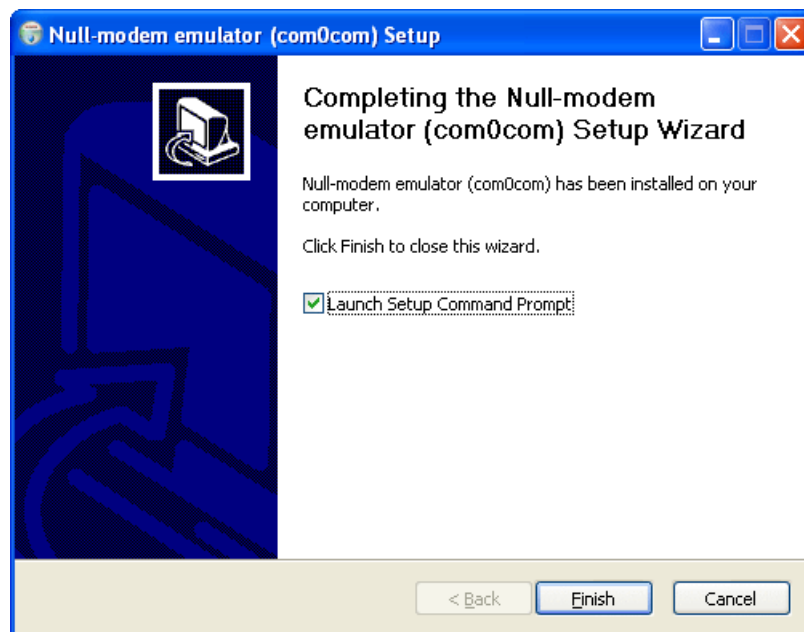 Null-modem emulator (com0com) Setup
Completing the Null-modem
emulator (com0com) Setup Wizard
Null-modem emulator (com0com) has been installed on your
computer.
Click Finish to close this wizard.
Launch Setup Command Prompt
< Back
Finish
Cancel